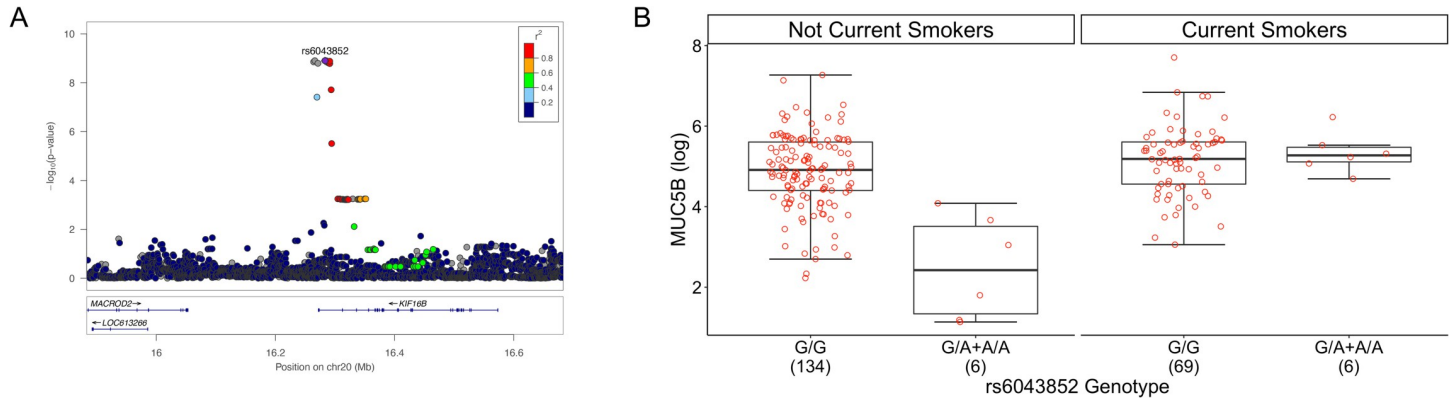 A
10
8
6
4
2
0
−log10(p-value)
rs6043852
r2
0.8
0.6
0.4
0.2
MACROD2→
←KIF16B
←LOC613266
16
16.2
16.4
16.6
Position on chr20 (Mb)
B
Not Current Smokers
Current Smokers
8
6
4
2
MUC5B (log)
G/G
(134)
G/A+A/A
(6)
G/G
(69)
G/A+A/A
(6)
rs6043852 Genotype